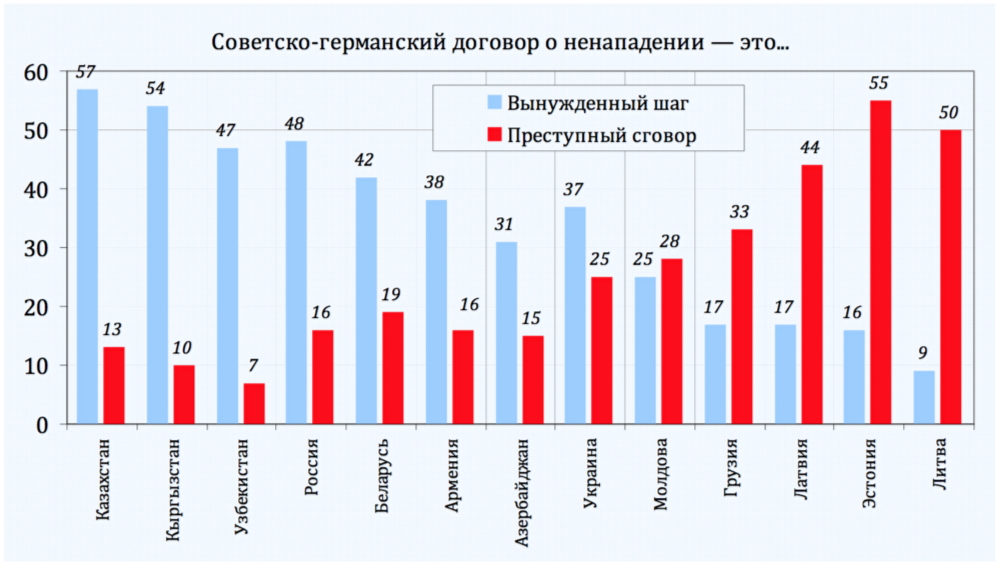 Советско-германский договор о ненападении — это...
Вынужденный шаг
Преступный сговор
60
50
40
30
20
10
0
57
13
54
10
47
7
48
16
42
19
38
16
31
15
37
25
25
28
17
33
17
44
16
55
9
50
Казахстан
Кыргызстан
Узбекистан
Россия
Беларусь
Армения
Азербайджан
Украина
Молдова
Грузия
Латвия
Эстония
Литва